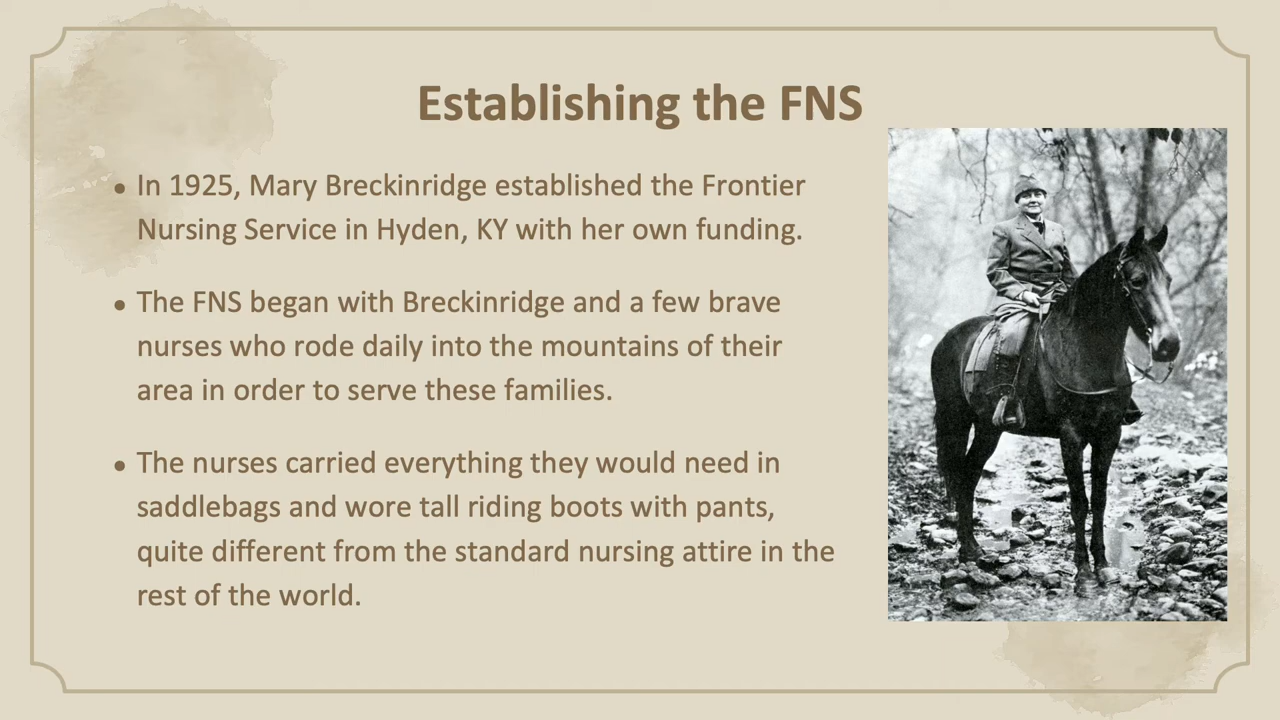 Establishing the FNS
• In 1925, Mary Breckinridge established the Frontier
Nursing Service in Hyden, KY with her own funding.
• The FNS began with Breckinridge and a few brave
nurses who rode daily into the mountains of their
area in order to serve these families.
• The nurses carried everything they would need in
saddlebags and wore tall riding boots with pants,
quite different from the standard nursing attire in the
rest of the world.